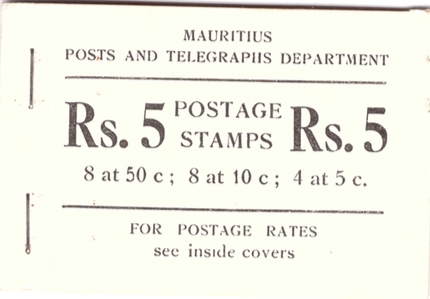 MAURITIUS
POSTS AND TELEGRAPHS DEPARTMENT
Rs. 5 POSTAGE STAMPS Rs. 5
8 at 50 c ; 8 at 10 c ; 4 at 5 c.
FOR POSTAGE RATES
see inside covers